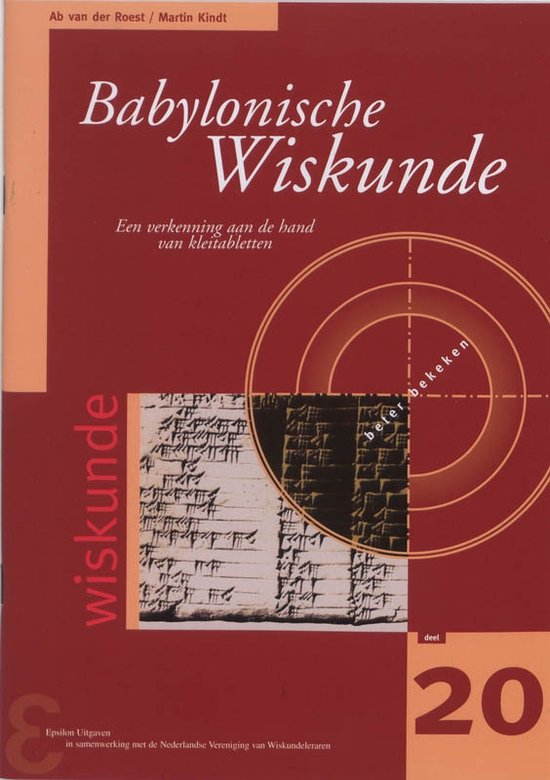 Ab van der Roest / Martin Kindt
Babylonische
Wiskunde
Een verkenning aan de hand
van kleitabletten
beter bekeken
wiskunde
deel
20
Epsilon Uitgaven
in samenwerking met de Nederlandse Vereniging van Wiskundeleraren